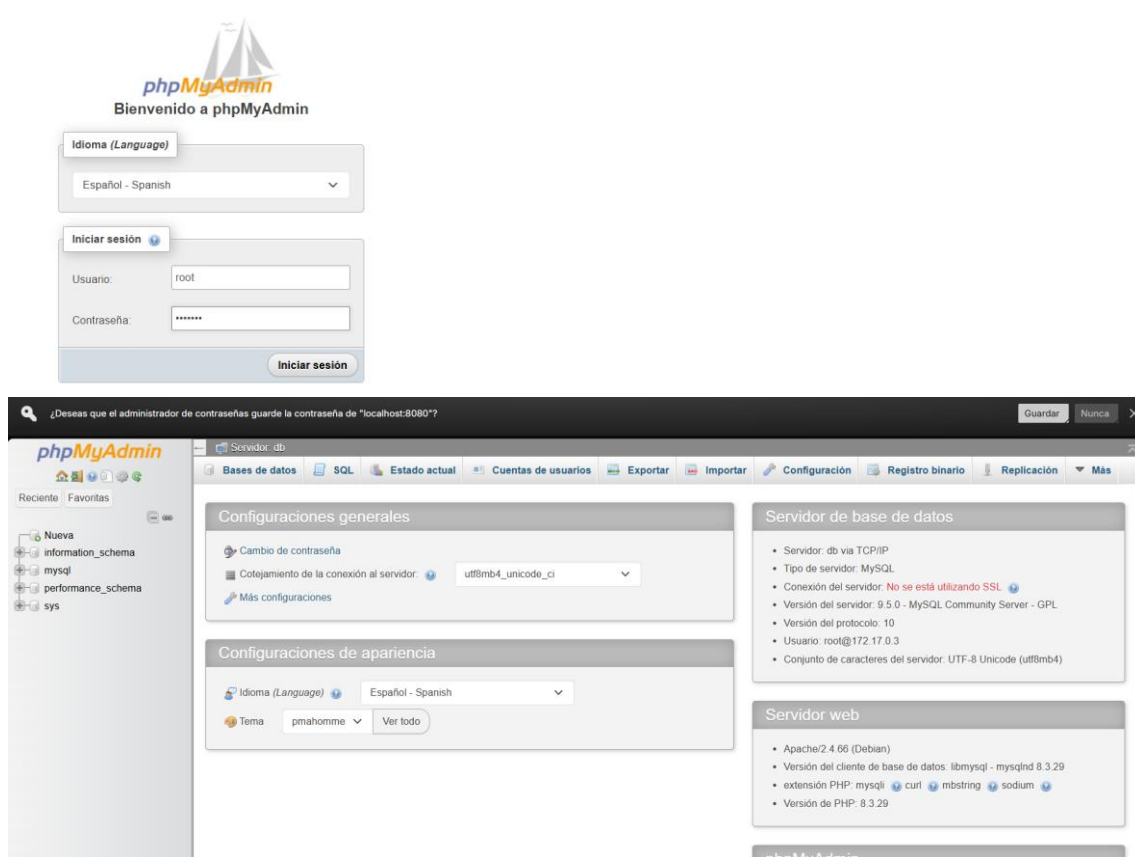 phpMyAdmin
Bienvenido a phpMyAdmin
Idioma (Language)
Español - Spanish
Iniciar sesión
Usuario:
root
Contraseña:
•••••••
Iniciar sesión
¿Deseas que el administrador de contraseñas guarde la contraseña de "localhost:8080"?
Guardar
Nunca
phpMyAdmin
Reciente Favoritas
Nueva
information_schema
mysql
performance_schema
sys
Servidor: db
Bases de datos SQL Estado actual Cuentas de usuarios Exportar Importar Configuración Registro binario Replicación Más
Configuraciones generales
Cambio de contraseña
Cotejamiento de la conexión al servidor: utf8mb4_unicode_ci
Más configuraciones
Configuraciones de apariencia
Idioma (Language) Español - Spanish
Tema pmahomme Ver todo
Servidor de base de datos
• Servidor: db via TCP/IP
• Tipo de servidor: MySQL
• Conexión del servidor: No se está utilizando SSL
• Versión del servidor: 9.5.0 - MySQL Community Server - GPL
• Versión del protocolo: 10
• Usuario: root@172.17.0.3
• Conjunto de caracteres del servidor: UTF-8 Unicode (utf8mb4)
Servidor web
• Apache/2.4.66 (Debian)
• Versión del cliente de base de datos: libmysql - mysqlnd 8.3.29
• extensión PHP: mysqli curl mbstring sodium
• Versión de PHP: 8.3.29
phpMyAdmin